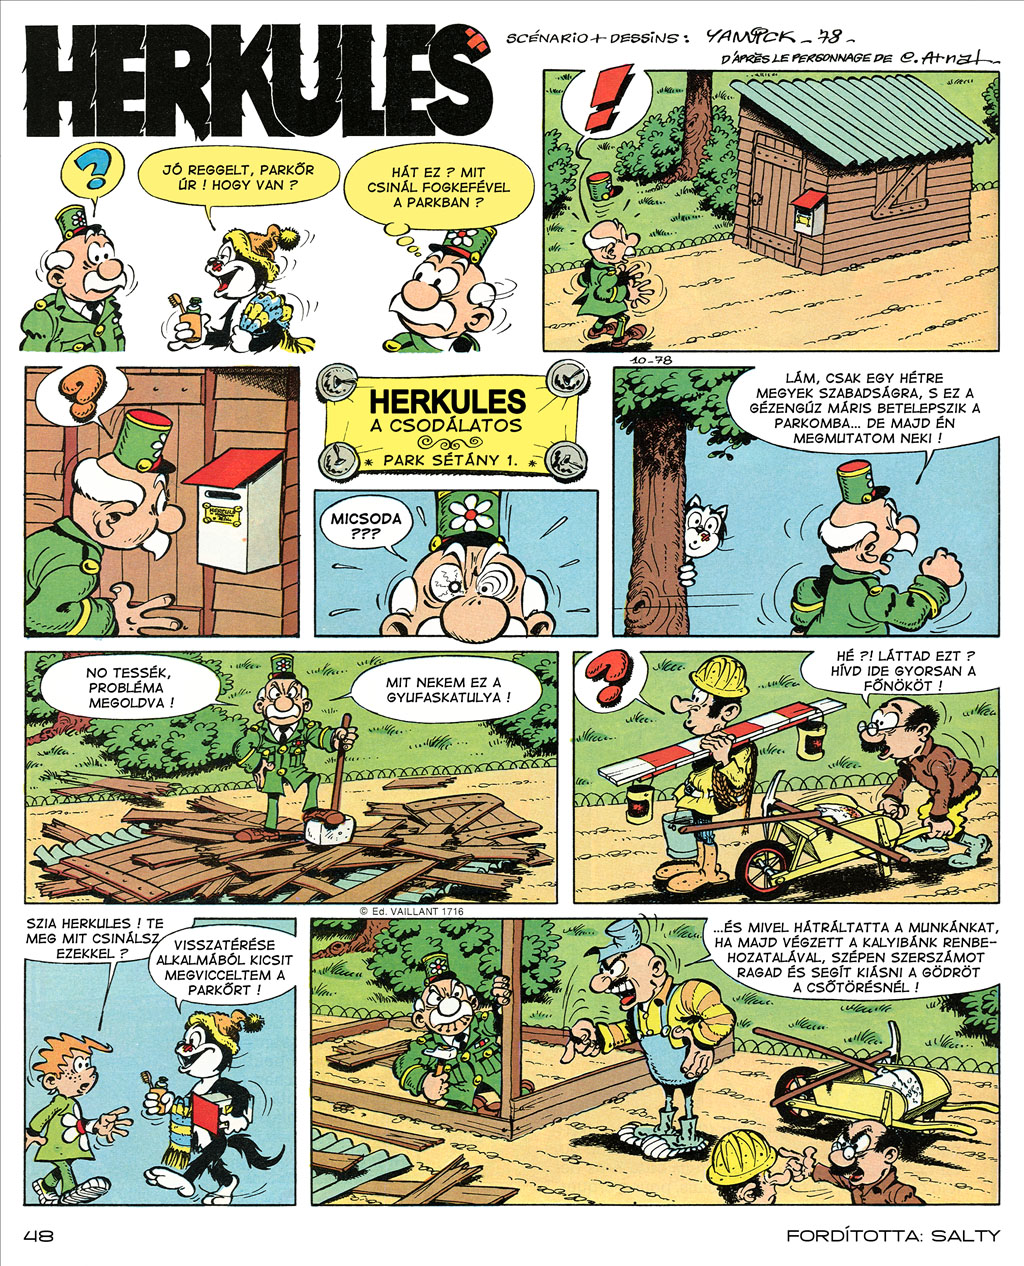 HERKULES
SCÉNARIO + DESSINS : YANNICK - 78 -
D'APRÈS LE PERSONNAGE DE C. Arnal
?
JÓ REGGELT, PARKŐR
ÚR ! HOGY VAN ?
HÁT EZ ? MIT
CSINÁL FOGKEFÉVEL
A PARKBAN ?
!
10-78
?
HERKULES
A CSODÁLATOS
PARK SÉTÁNY 1.
MICSODA
???
LÁM, CSAK EGY HÉTRE
MEGYEK SZABADSÁGRA, S EZ A
GÉZENGÚZ MÁRIS BETELEPSZIK A
PARKOMBA... DE MAJD ÉN
MEGMUTATOM NEKI !
NO TESSÉK,
PROBLÉMA
MEGOLDVA !
MIT NEKEM EZ A
GYUFASKATULYA !
?
HÉ ?! LÁTTAD EZT ?
HÍVD IDE GYORSAN A
FŐNÖKÖT !
© Ed. VAILLANT 1716
SZIA HERKULES ! TE
MEG MIT CSINÁLSZ
EZEKKEL ?
VISSZATÉRÉSE
ALKALMÁBÓL KICSIT
MEGVICCELTEM A
PARKŐRT !
...ÉS MIVEL HÁTRÁLTATTA A MUNKÁNKAT,
HA MAJD VÉGZETT A KALYIBÁNK RENBE-
HOZATALÁVAL, SZÉPEN SZERSZÁMOT
RAGAD ÉS SEGÍT KIÁSNI A GÖDRÖT
A CSŐTÖRÉSNÉL !
48
FORDÍTOTTA: SALTY